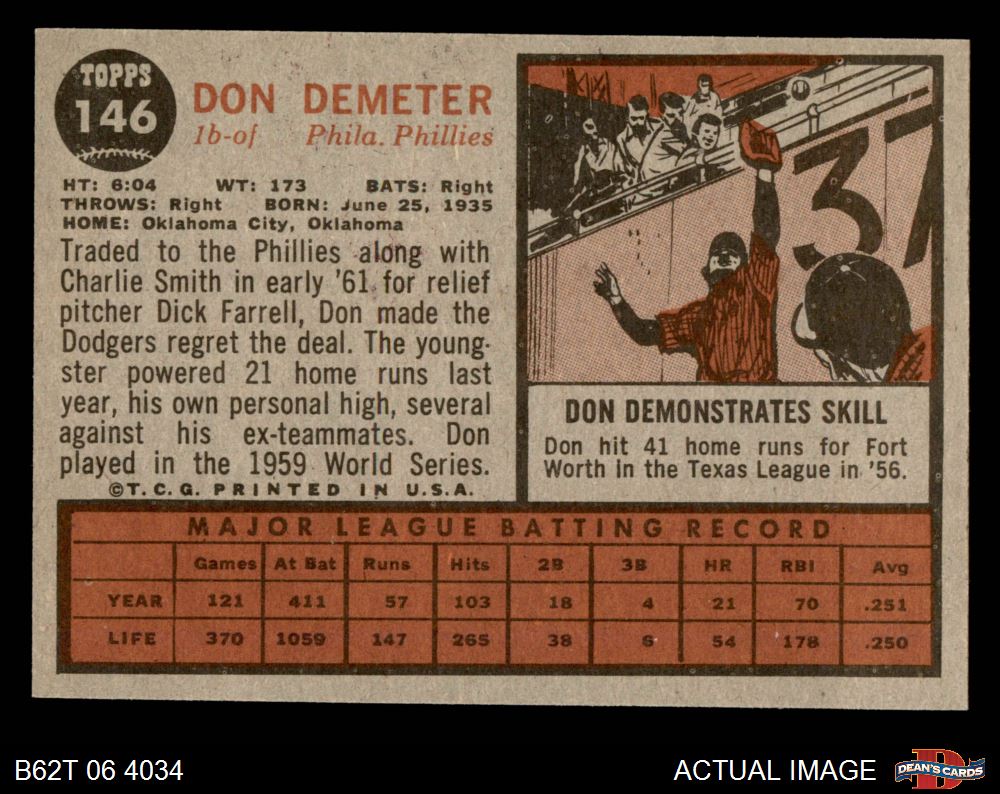 TOPPS
146
DON DEMETER
1b-of Phila. Phillies
HT: 6:04 WT: 173 BATS: Right
THROWS: Right BORN: June 25, 1935
HOME: Oklahoma City, Oklahoma
Traded to the Phillies along with
Charlie Smith in early '61 for relief
pitcher Dick Farrell, Don made the
Dodgers regret the deal. The young-
ster powered 21 home runs last
year, his own personal high, several
against his ex-teammates. Don
played in the 1959 World Series.
©T.C.G. PRINTED IN U.S.A.
37
DON DEMONSTRATES SKILL
Don hit 41 home runs for Fort
Worth in the Texas League in '56.
MAJOR LEAGUE BATTING RECORD
Games At Bat Runs Hits 2B 3B HR RBI Avg
YEAR 121 411 57 103 18 4 21 70 .251
LIFE 370 1059 147 265 38 6 54 178 .250
B62T 06 4034
ACTUAL IMAGE
DEAN'S CARDS